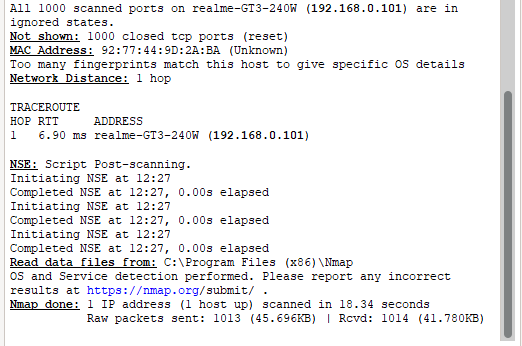 All 1000 scanned ports on realme-GT3-240W (192.168.0.101) are in
ignored states.
Not shown: 1000 closed tcp ports (reset)
MAC Address: 92:77:44:9D:2A:BA (Unknown)
Too many fingerprints match this host to give specific OS details
Network Distance: 1 hop
TRACEROUTE
HOP RTT     ADDRESS
1   6.90 ms realme-GT3-240W (192.168.0.101)
NSE: Script Post-scanning.
Initiating NSE at 12:27
Completed NSE at 12:27, 0.00s elapsed
Initiating NSE at 12:27
Completed NSE at 12:27, 0.00s elapsed
Initiating NSE at 12:27
Completed NSE at 12:27, 0.00s elapsed
Read data files from: C:\Program Files (x86)\Nmap
OS and Service detection performed. Please report any incorrect
results at https://nmap.org/submit/ .
Nmap done: 1 IP address (1 host up) scanned in 18.34 seconds
Raw packets sent: 1013 (45.696KB) | Rcvd: 1014 (41.780KB)